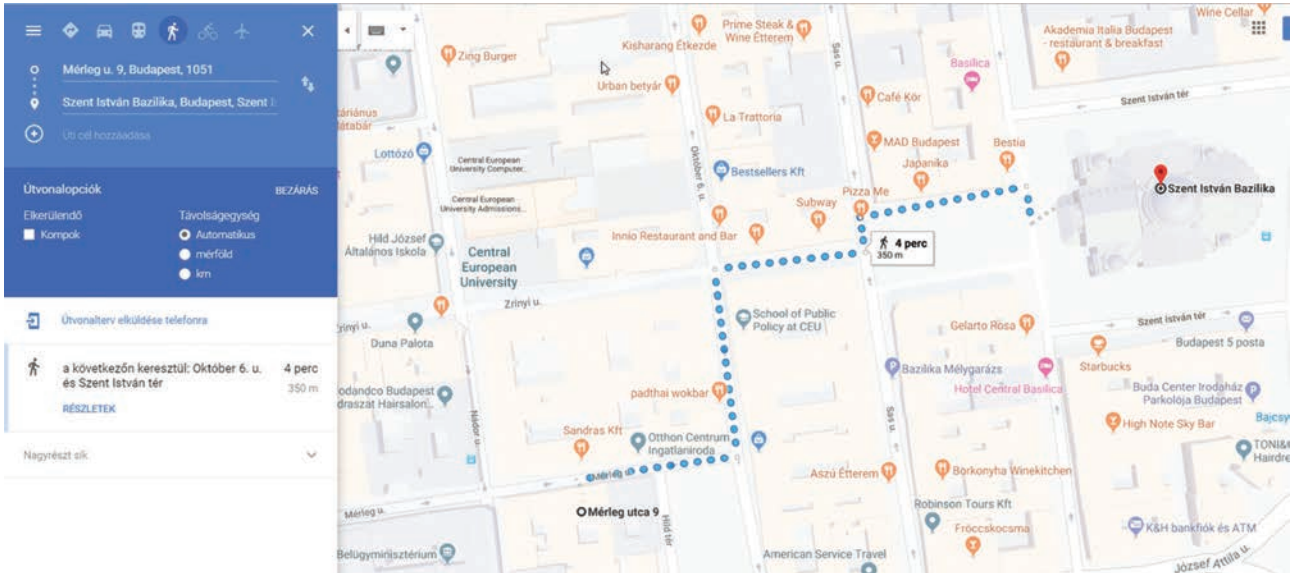 Mérleg u. 9, Budapest, 1051
Szent István Bazilika, Budapest, Szent I
Úti cél hozzáadása
Útvonalopciók
BEZÁRÁS
Elkerülendő
Kompok
Távolságegység
Automatikus
mérföld
km
Útvonalterv elküldése telefonra
a következőn keresztül: Október 6. u.
és Szent István tér
4 perc
350 m
RÉSZLETEK
Nagyrészt sík
Zing Burger
Kisharang Étkezde
Prime Steak &
Wine Étterem
Urban betyár
La Trattoria
Lottózó
Central European
University Computer...
Central European
University Admissions...
Október 6. u.
Bestsellers Kft
Hild József
Általános Iskola
Central
European
University
Innio Restaurant and Bar
Subway
Pizza Me
Sas u.
Café Kör
MAD Budapest
Japanika
Bestia
Basilica
Akademia Italia Budapest
- restaurant & breakfast
Wine Cellar
Szent István tér
Szent István Bazilika
4 perc
350 m
Zrínyi u.
Zrínyi u.
Duna Palota
School of Public
Policy at CEU
Gelarto Rosa
Szent István tér
Budapest 5 posta
Starbucks
Bazilika Mélygarázs
Hotel Central Basilica
Buda Center Irodaház
Parkolója Budapest
High Note Sky Bar
padthai wokbar
Nádor u.
Sandras Kft
Otthon Centrum
Ingatlaniroda
Sas u.
Aszú Étterem
Borkonyha Winekitchen
Mérleg u.
Mérleg u.
Mérleg utca 9
Hild tér
Robinson Tours Kft
Fröccskocsma
K&H bankfiók és ATM
Belügyminisztérium
American Service Travel
József Attila u.